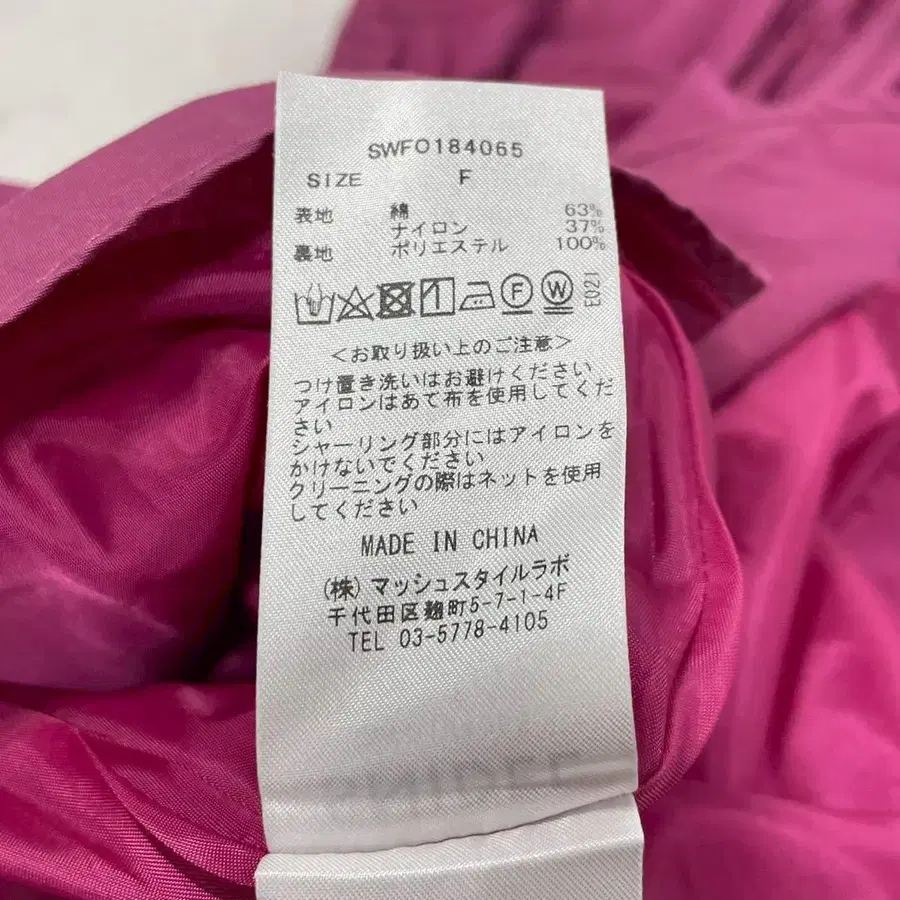 SWFO184065
SIZE F
表地 綿 63%
ナイロン 37%
裏地 ポリエステル 100%
F W E021
<お取り扱い上のご注意>
つけ置き洗いはお避けください
アイロンはあて布を使用してくだ
さい
シャーリング部分にはアイロンを
かけないでください
クリーニングの際はネットを使用
してください
MADE IN CHINA
(株)マッシュスタイルラボ
千代田区麹町5-7-1-4F
TEL 03-5778-4105